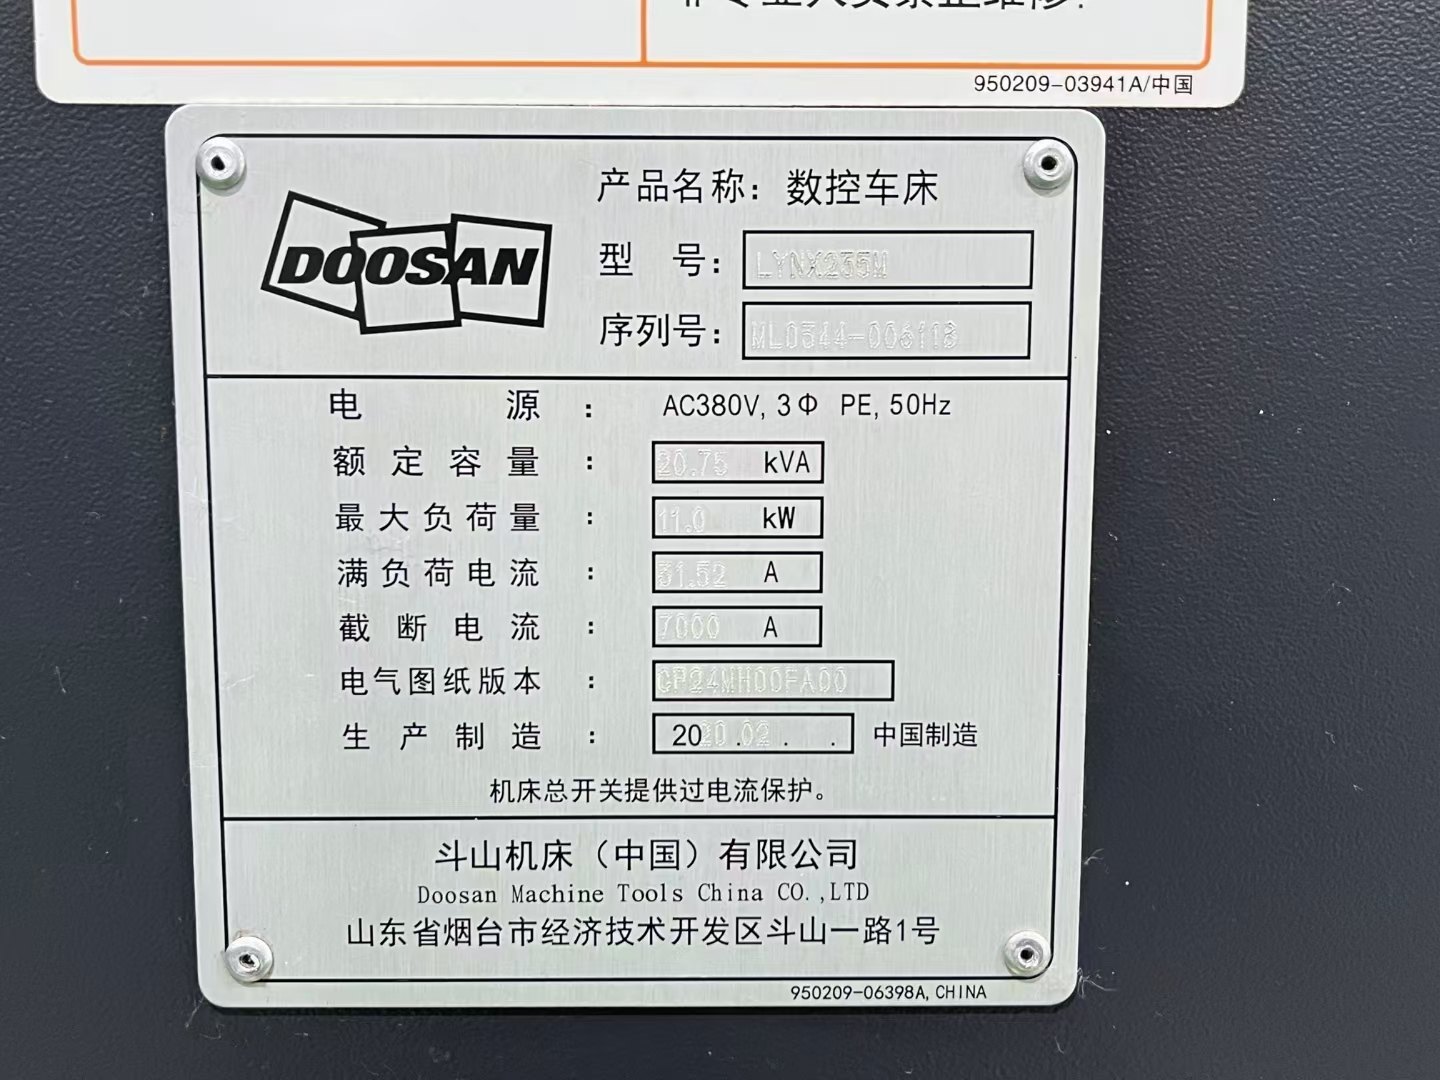 950209-03941A/中国
DOOSAN
产品名称：数控车床
型号：LYNX235M
序列号：ML0544-006118
电源：AC380V, 3Φ PE, 50Hz
额定容量：20.75 kVA
最大负荷量：11.0 kW
满负荷电流：31.52 A
截断电流：7000 A
电气图纸版本：CP24MH00FA00
生产制造：2020.02. . 中国制造
机床总开关提供过电流保护。
斗山机床（中国）有限公司
Doosan Machine Tools China CO.,LTD
山东省烟台市经济技术开发区斗山一路1号
950209-06398A, CHINA